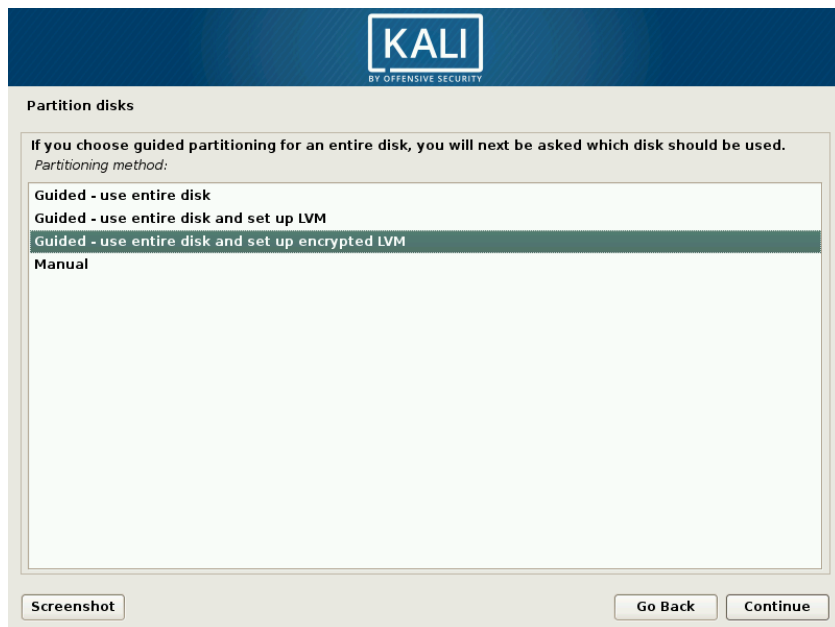 KALI
BY OFFENSIVE SECURITY
Partition disks
If you choose guided partitioning for an entire disk, you will next be asked which disk should be used.
Partitioning method:
Guided - use entire disk
Guided - use entire disk and set up LVM
Guided - use entire disk and set up encrypted LVM
Manual
Screenshot
Go Back
Continue